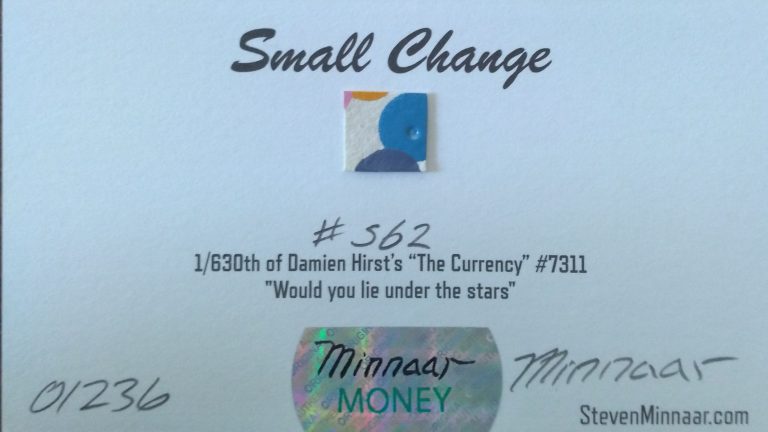 Small Change
# 562
1/630th of Damien Hirst's "The Currency" #7311
"Would you lie under the stars"
Minnaar
MONEY
Minnaar
01236
StevenMinnaar.com